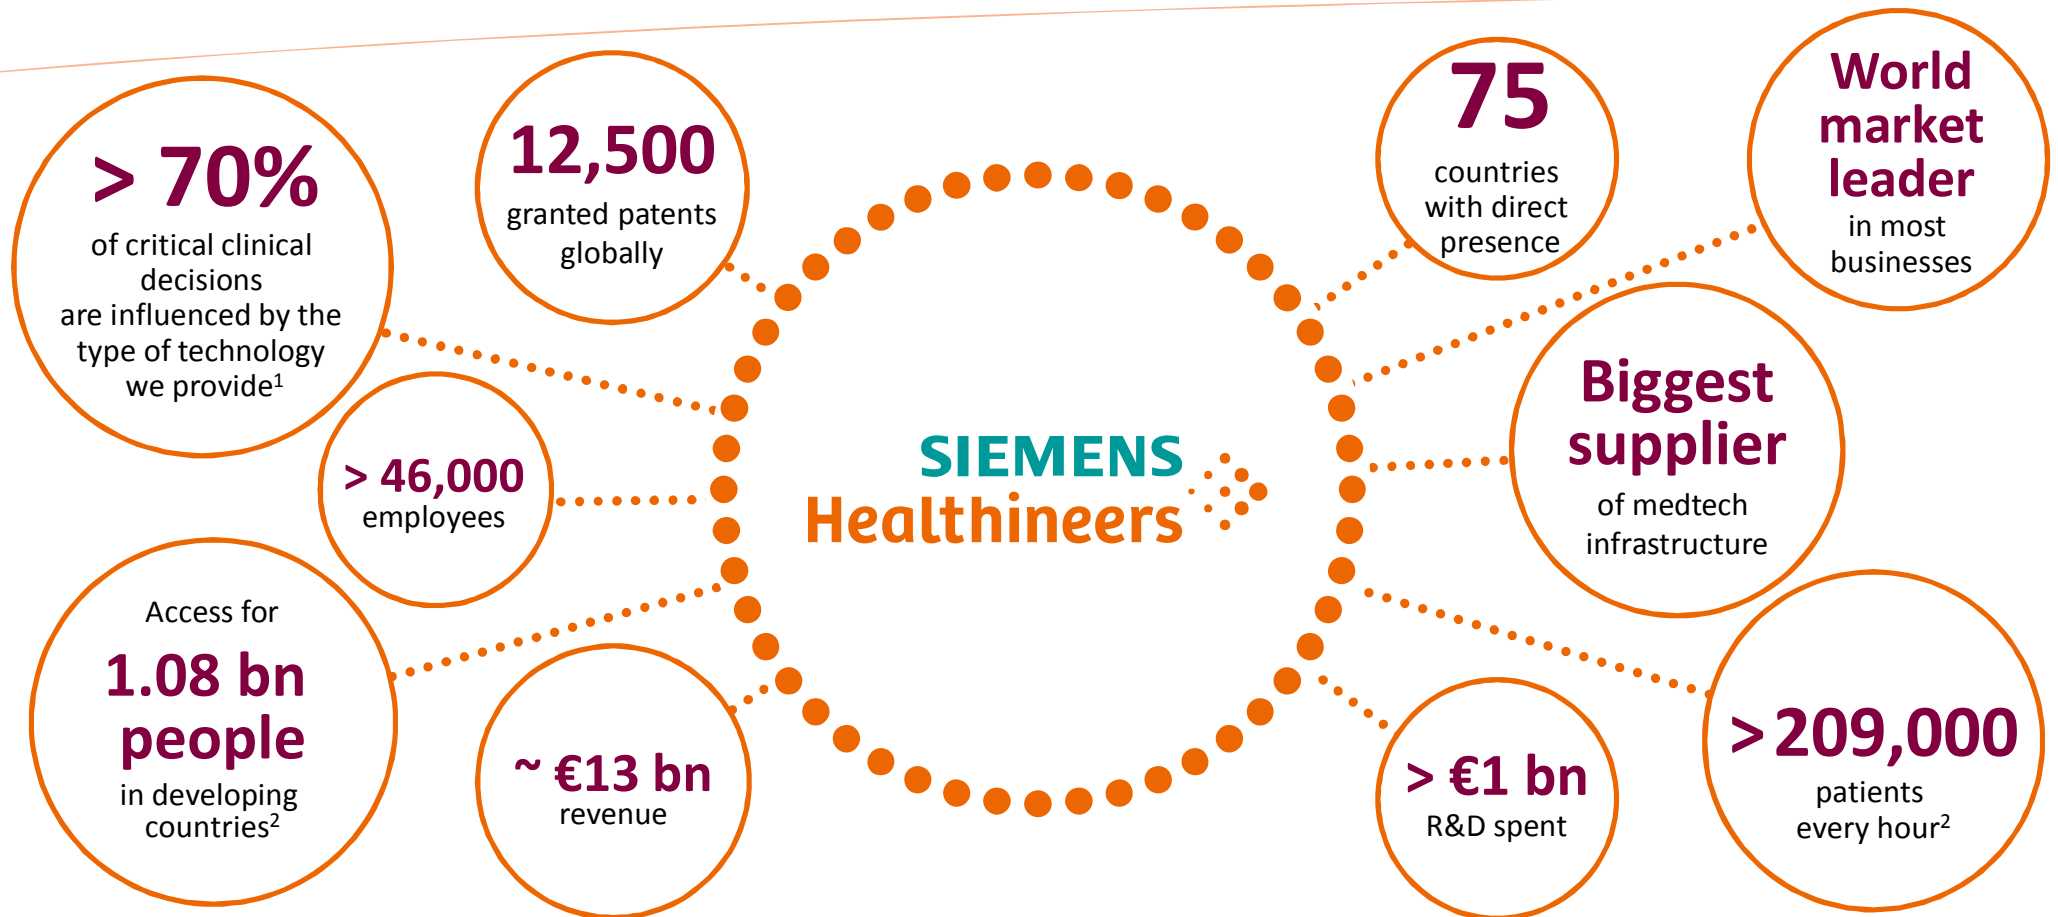 > 70%
of critical clinical
decisions
are influenced by the
type of technology
we provide¹
12,500
granted patents
globally
75
countries
with direct
presence
World
market
leader
in most
businesses
> 46,000
employees
SIEMENS
Healthineers
Biggest
supplier
of medtech
infrastructure
Access for
1.08 bn
people
in developing
countries²
~ €13 bn
revenue
> €1 bn
R&D spent
> 209,000
patients
every hour²